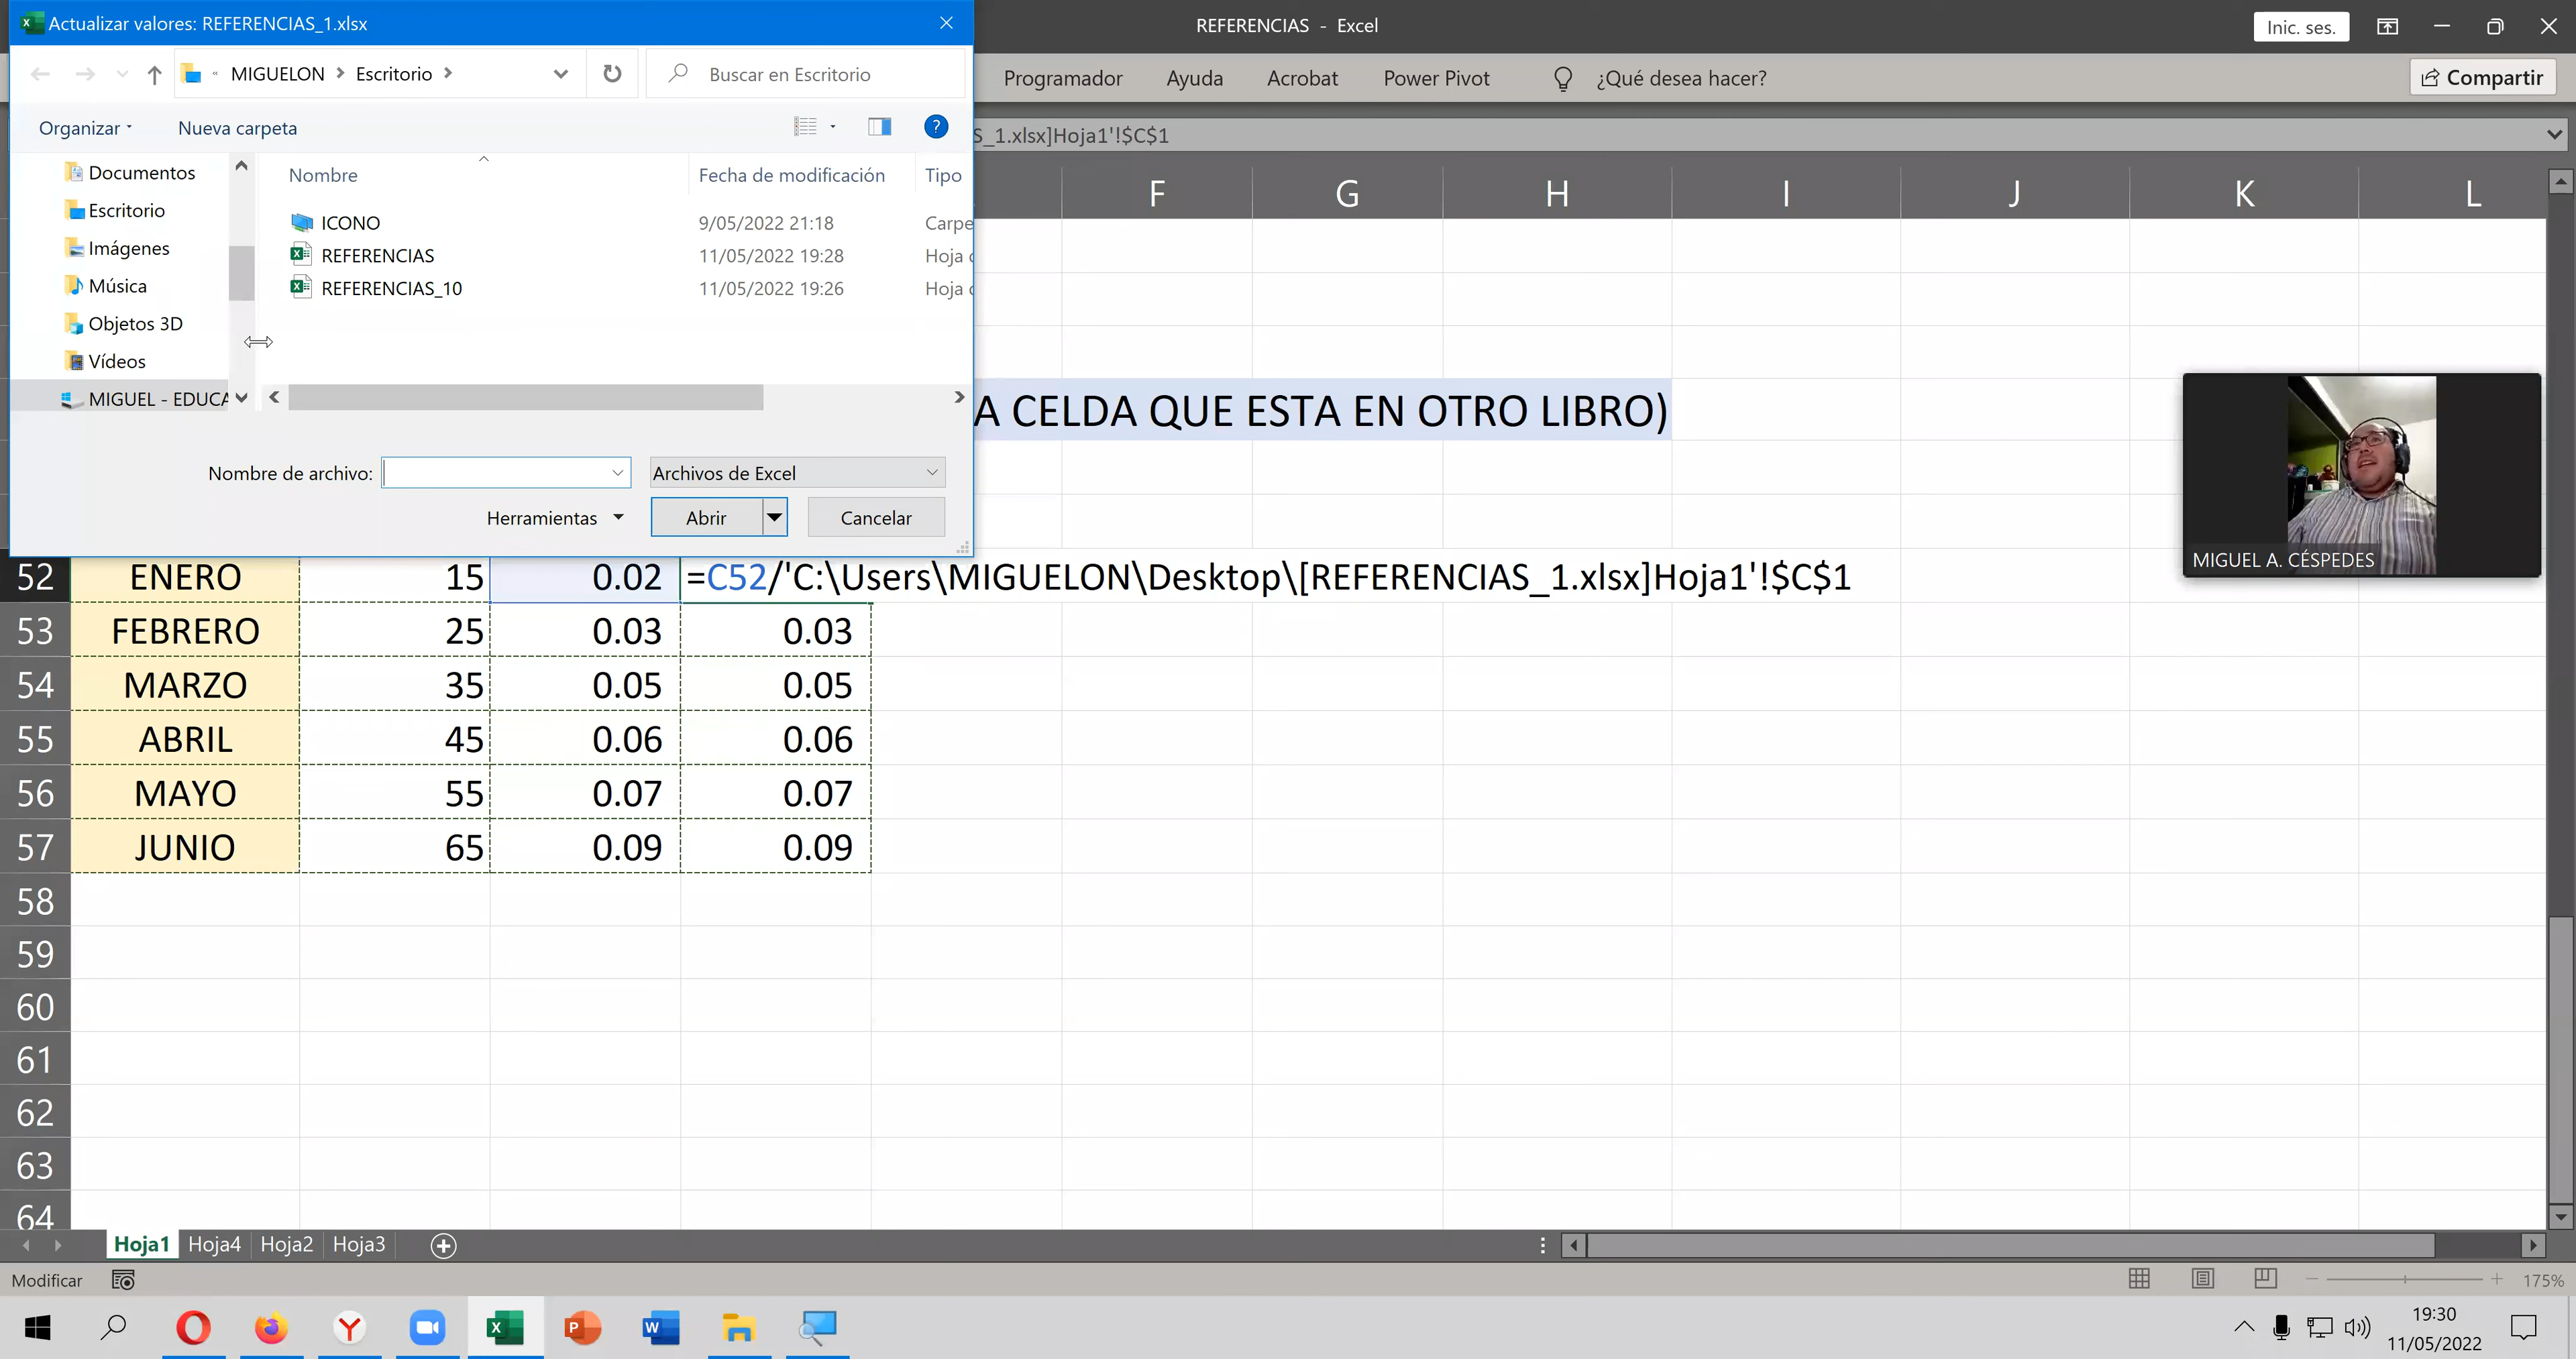 Actualizar valores: REFERENCIAS_1.xlsx
REFERENCIAS - Excel
Inic. ses.
« MIGUELON > Escritorio >
Buscar en Escritorio
Programador Ayuda Acrobat Power Pivot ¿Qué desea hacer? Compartir
Organizar Nueva carpeta ?
S_1.xlsx]Hoja1'!$C$1
Nombre Fecha de modificación Tipo
Documentos
Escritorio
Imágenes
Música
Objetos 3D
Vídeos
MIGUEL - EDUCA
ICONO 9/05/2022 21:18 Carpe
REFERENCIAS 11/05/2022 19:28 Hoja
REFERENCIAS_10 11/05/2022 19:26 Hoja
Nombre de archivo: Archivos de Excel
Herramientas Abrir Cancelar
F G H I J K L
A CELDA QUE ESTA EN OTRO LIBRO)
MIGUEL A. CÉSPEDES
52 ENERO 15 0.02 =C52/'C:\Users\MIGUELON\Desktop\[REFERENCIAS_1.xlsx]Hoja1'!$C$1
53 FEBRERO 25 0.03 0.03
54 MARZO 35 0.05 0.05
55 ABRIL 45 0.06 0.06
56 MAYO 55 0.07 0.07
57 JUNIO 65 0.09 0.09
58
59
60
61
62
63
64
Hoja1 Hoja4 Hoja2 Hoja3
Modificar 175%
19:30
11/05/2022